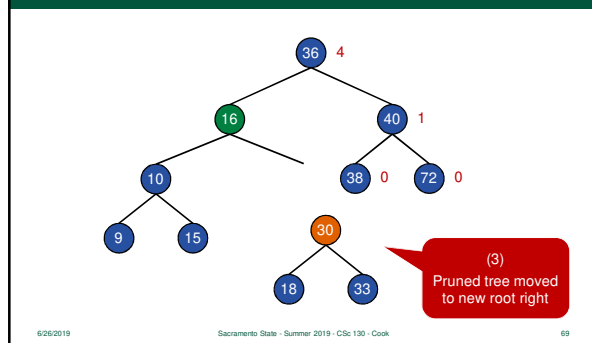 36 4
16 40 1
10 38 0 72 0
9 15 30
18 33
(3)
Pruned tree moved
to new root right
6/26/2019 Sacramento State - Summer 2019 - CSc 130 - Cook 69